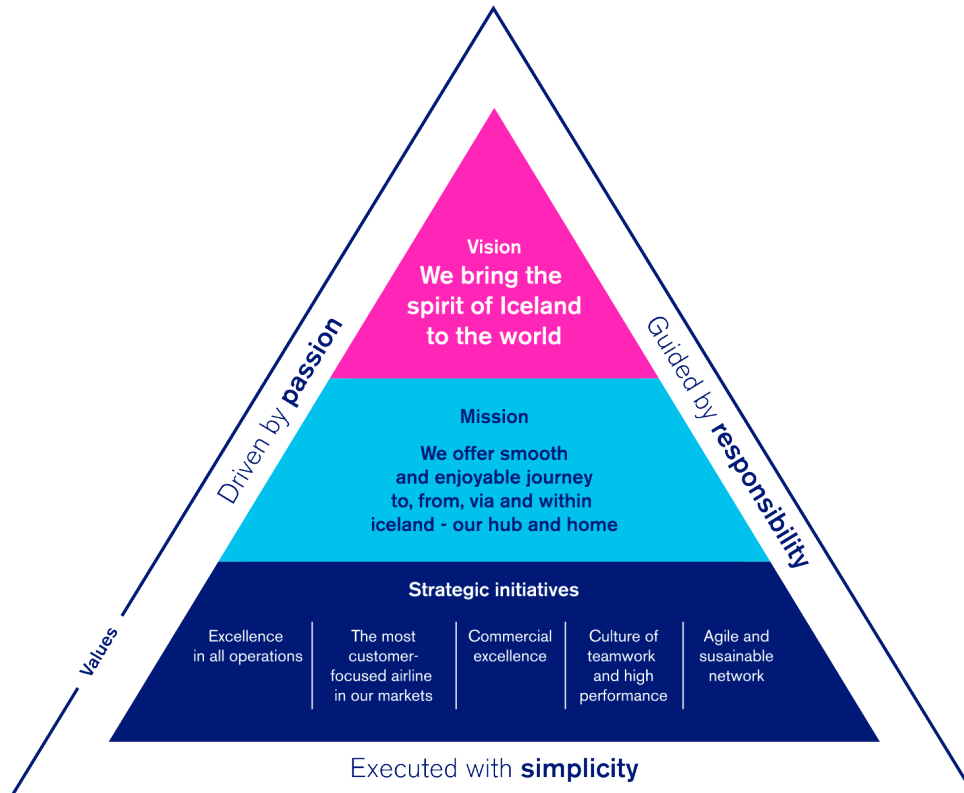 Vision
We bring the
spirit of Iceland
to the world
Driven by passion
Guided by responsibility
Mission
We offer smooth
and enjoyable journey
to, from, via and within
iceland - our hub and home
Values
Strategic initiatives
Excellence
in all operations
The most
customer-
focused airline
in our markets
Commercial
excellence
Culture of
teamwork
and high
performance
Agile and
susainable
network
Executed with simplicity